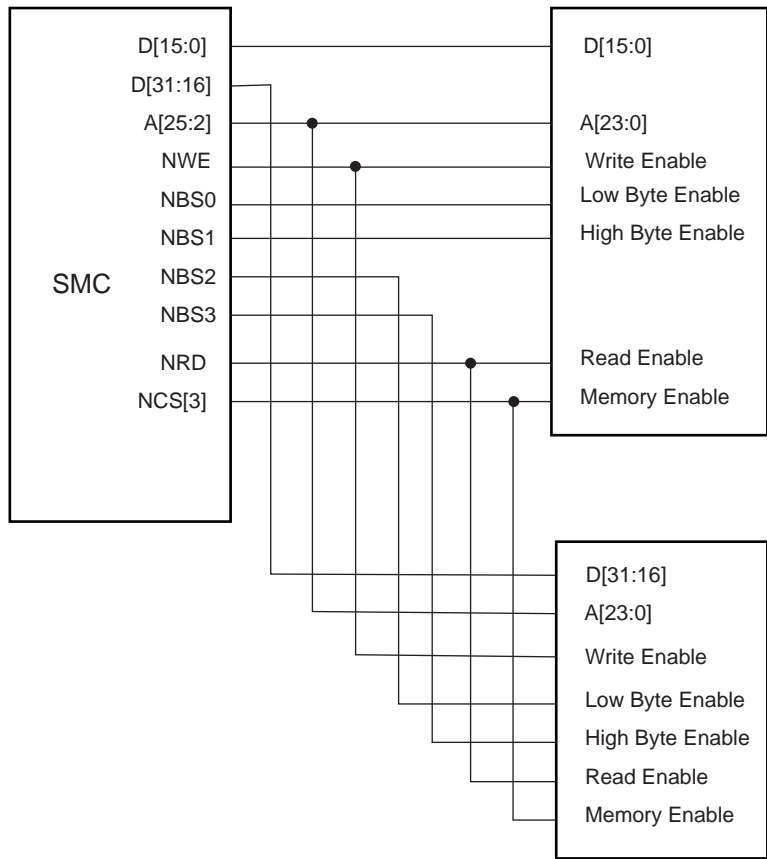 D[15:0]
D[31:16]
A[25:2]
NWE
NBS0
NBS1
NBS2
NBS3
NRD
NCS[3]
SMC
D[15:0]
A[23:0]
Write Enable
Low Byte Enable
High Byte Enable
Read Enable
Memory Enable
D[31:16]
A[23:0]
Write Enable
Low Byte Enable
High Byte Enable
Read Enable
Memory Enable